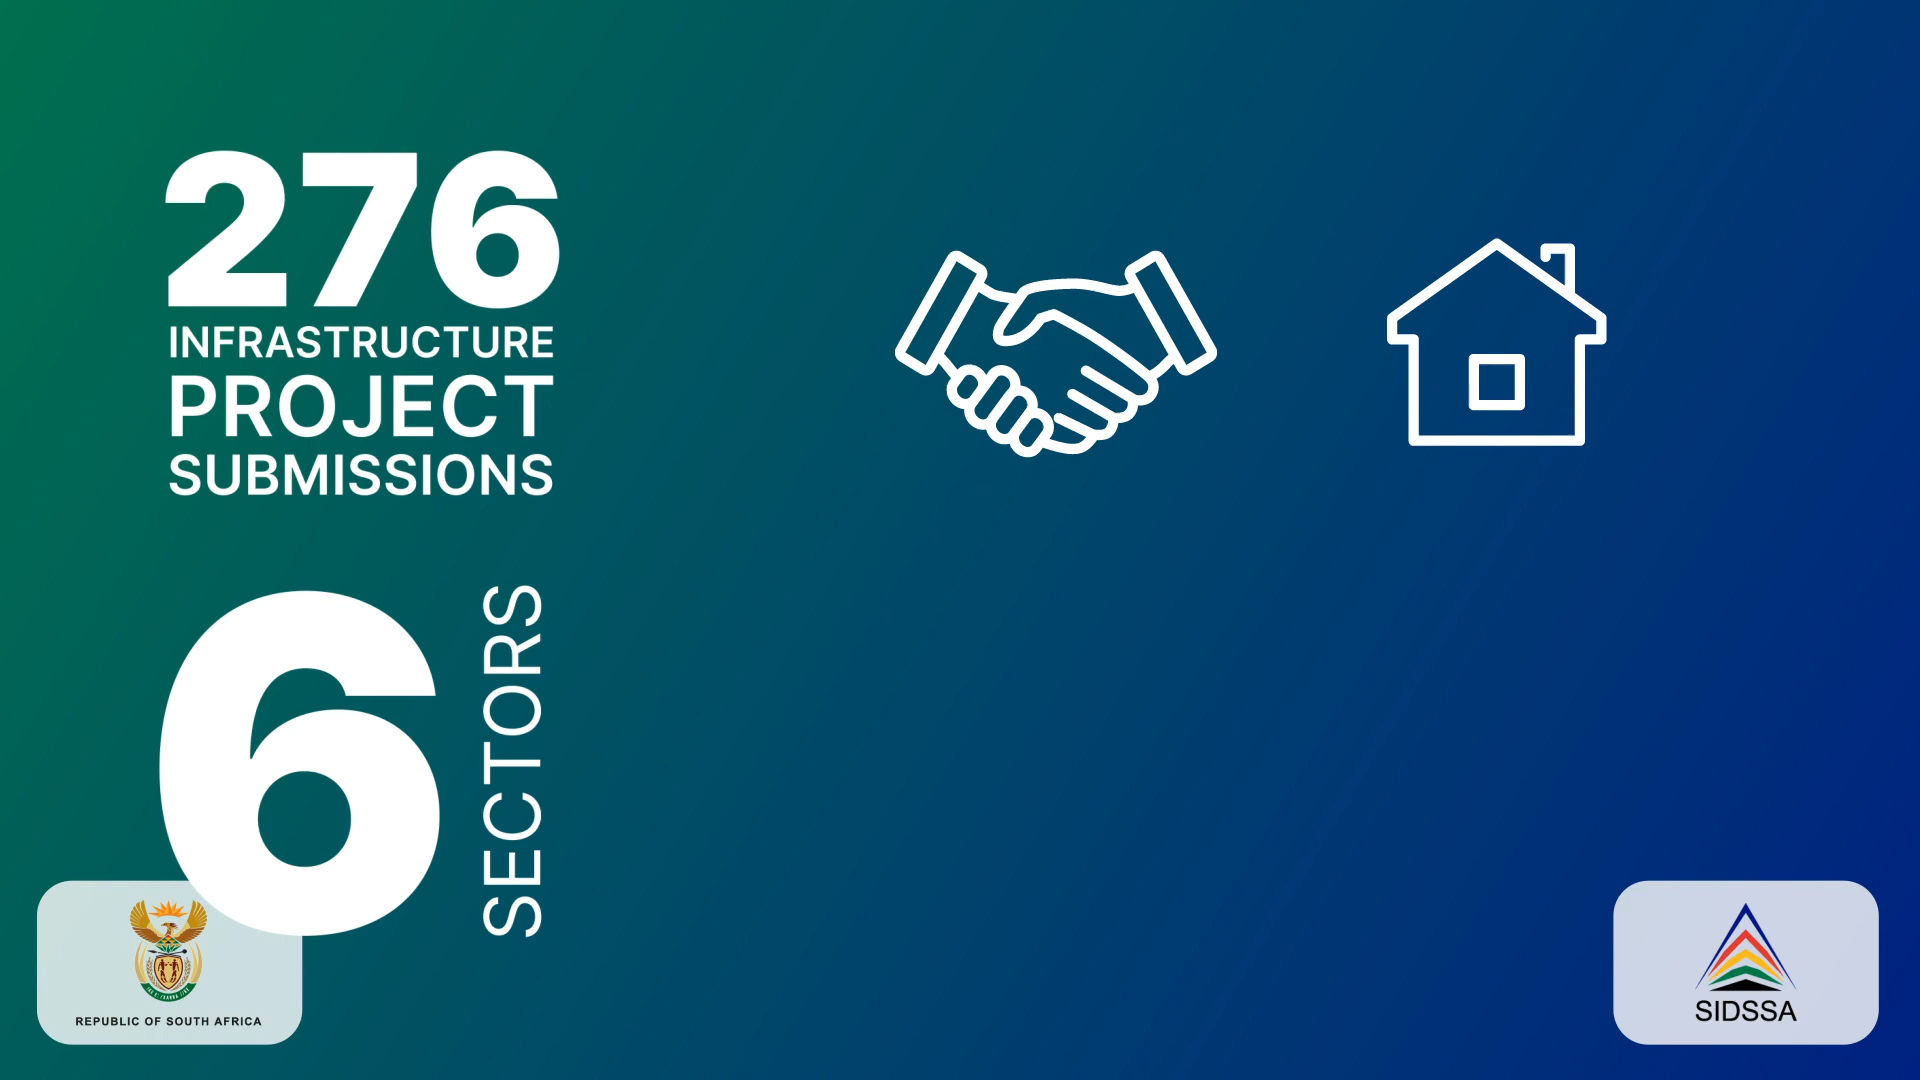 276
INFRASTRUCTURE
PROJECT
SUBMISSIONS
6
SECTORS
REPUBLIC OF SOUTH AFRICA
SIDSSA